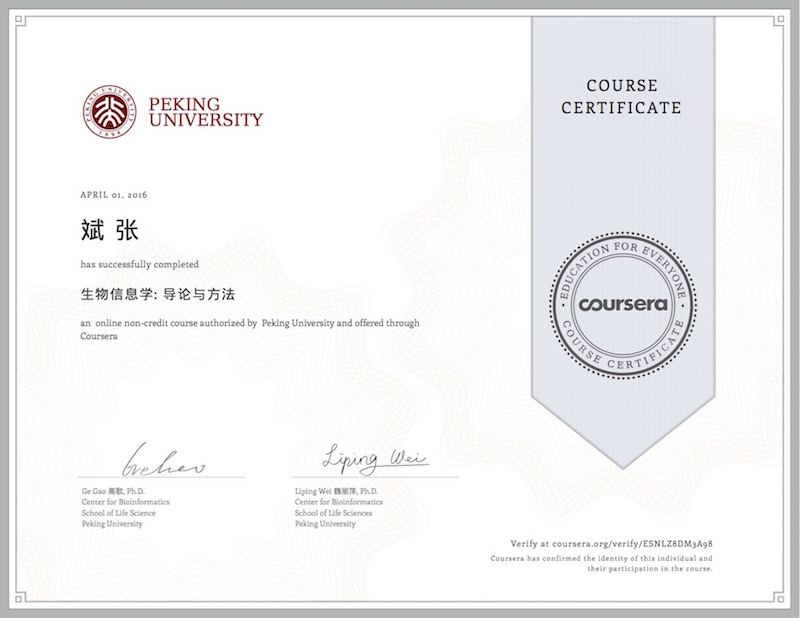 PEKING UNIVERSITY 1898
PEKING
UNIVERSITY
COURSE
CERTIFICATE
APRIL 01, 2016
斌 张
has successfully completed
生物信息学: 导论与方法
an online non-credit course authorized by Peking University and offered through
Coursera
EDUCATION FOR EVERYONE
coursera
COURSE CERTIFICATE
Liping Wei
Ge Gao 高歌, Ph.D.
Center for Bioinformatics
School of Life Science
Peking University
Liping Wei 魏丽萍, Ph.D.
Center for Bioinformatics
School of Life Sciences
Peking University
Verify at coursera.org/verify/ESNLZ8DM3A98
Coursera has confirmed the identity of this individual and
their participation in the course.